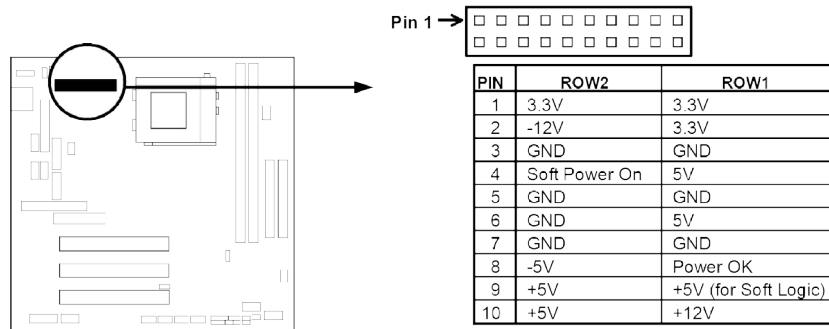 Pin 1
PIN ROW2 ROW1
1 3.3V 3.3V
2 -12V 3.3V
3 GND GND
4 Soft Power On 5V
5 GND GND
6 GND 5V
7 GND GND
8 -5V Power OK
9 +5V +5V (for Soft Logic)
10 +5V +12V